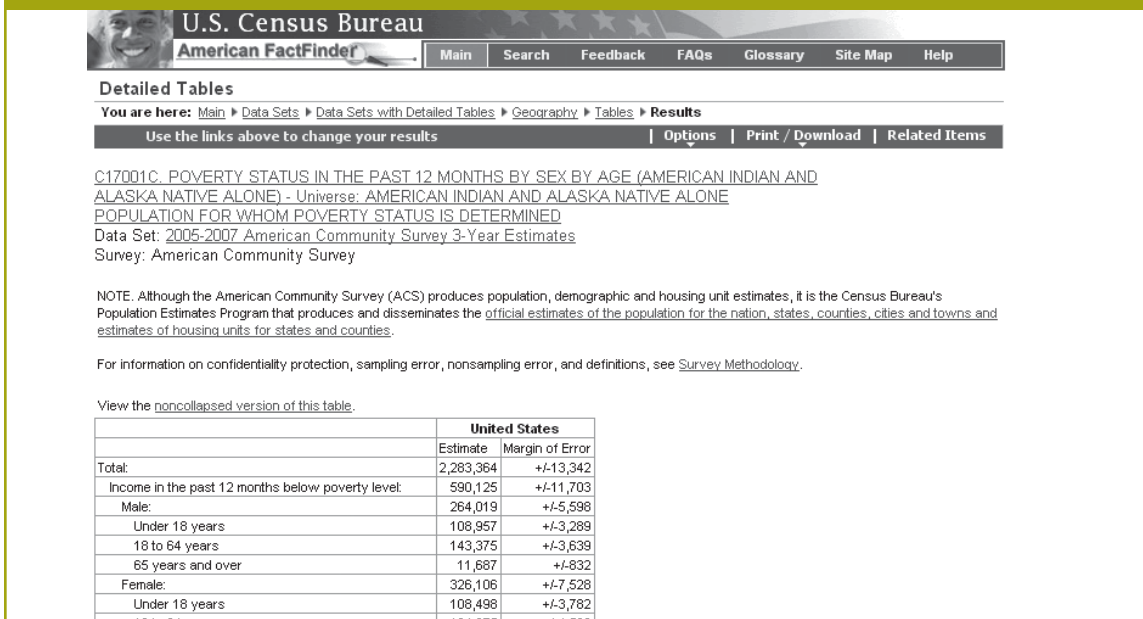 U.S. Census Bureau
American FactFinder
Main Search Feedback FAQs Glossary Site Map Help
Detailed Tables
You are here: Main ▶ Data Sets ▶ Data Sets with Detailed Tables ▶ Geography ▶ Tables ▶ Results
Use the links above to change your results | Options | Print / Download | Related Items
C17001C. POVERTY STATUS IN THE PAST 12 MONTHS BY SEX BY AGE (AMERICAN INDIAN AND
ALASKA NATIVE ALONE) - Universe: AMERICAN INDIAN AND ALASKA NATIVE ALONE
POPULATION FOR WHOM POVERTY STATUS IS DETERMINED
Data Set: 2005-2007 American Community Survey 3-Year Estimates
Survey: American Community Survey
NOTE. Although the American Community Survey (ACS) produces population, demographic and housing unit estimates, it is the Census Bureau's
Population Estimates Program that produces and disseminates the official estimates of the population for the nation, states, counties, cities and towns and
estimates of housing units for states and counties.
For information on confidentiality protection, sampling error, nonsampling error, and definitions, see Survey Methodology.
View the noncollapsed version of this table.
United States
Estimate Margin of Error
Total: 2,283,364 +/-13,342
Income in the past 12 months below poverty level: 590,125 +/-11,703
Male: 264,019 +/-5,598
Under 18 years 108,957 +/-3,289
18 to 64 years 143,375 +/-3,639
65 years and over 11,687 +/-832
Female: 326,106 +/-7,528
Under 18 years 108,498 +/-3,782